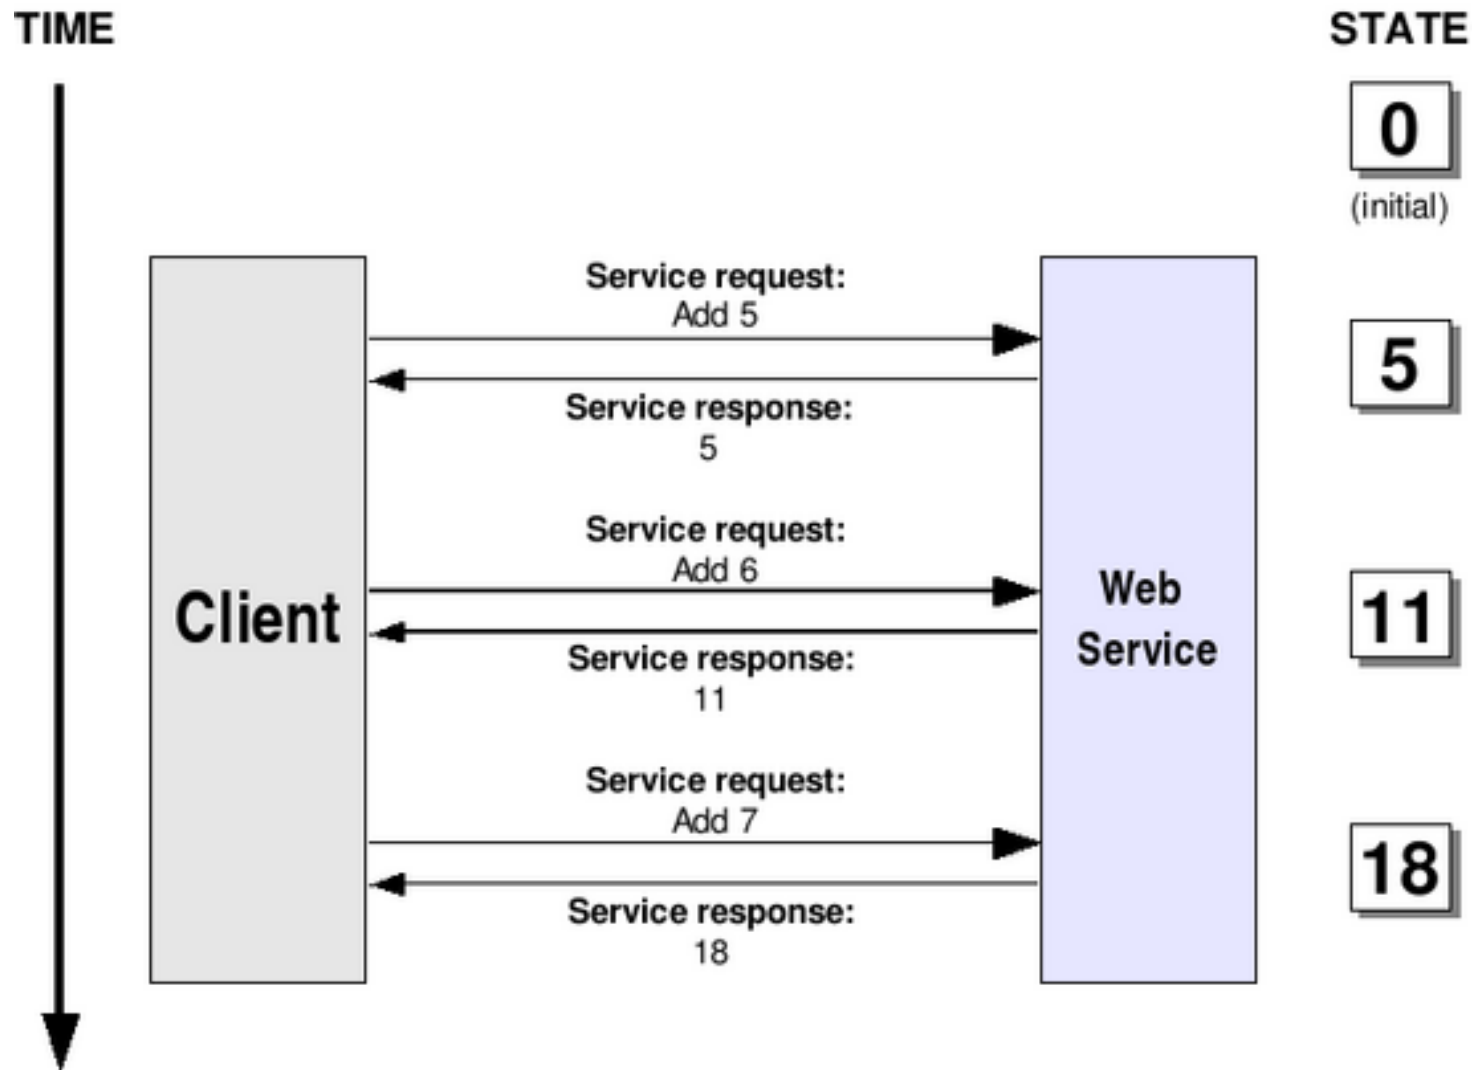 TIME
STATE
0
(initial)
Service request:
Add 5
5
Service response:
5
Service request:
Add 6
Client
Web
Service
11
Service response:
11
Service request:
Add 7
18
Service response:
18